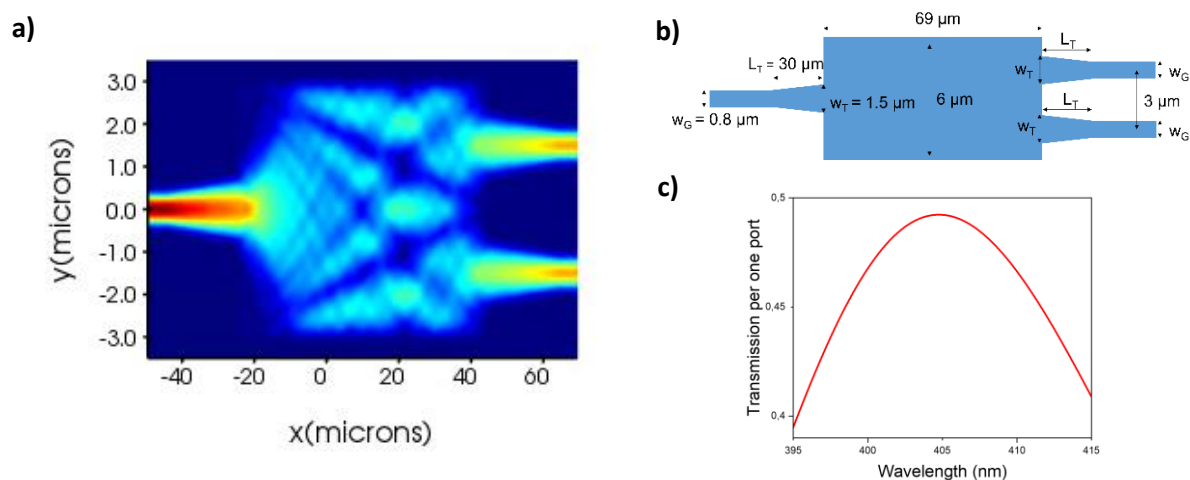 a)
3.0
2.0
1.0
0.0
-1.0
-2.0
-3.0
y(microns)
-40
-20
0
20
40
60
x(microns)
b)
69 µm
L_T = 30 µm
w_T = 1.5 µm
w_G = 0.8 µm
6 µm
L_T
w_T
w_G
3 µm
L_T
w_T
w_G
c)
0,5
0,45
0,4
Transmission per one port
395
400
405
410
415
Wavelength (nm)